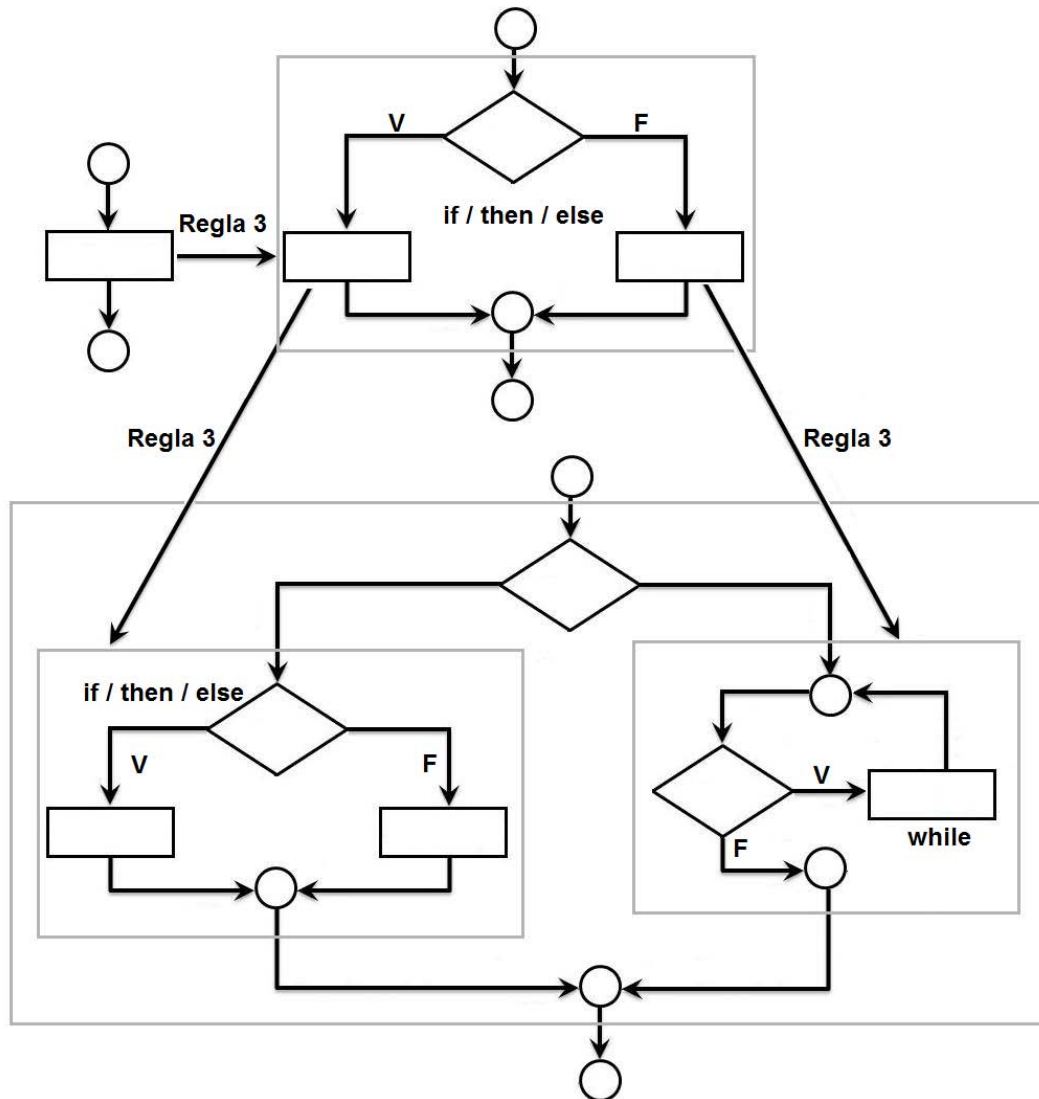 V
F
Regla 3
if / then / else
Regla 3
Regla 3
if / then / else
V
F
V
F
while